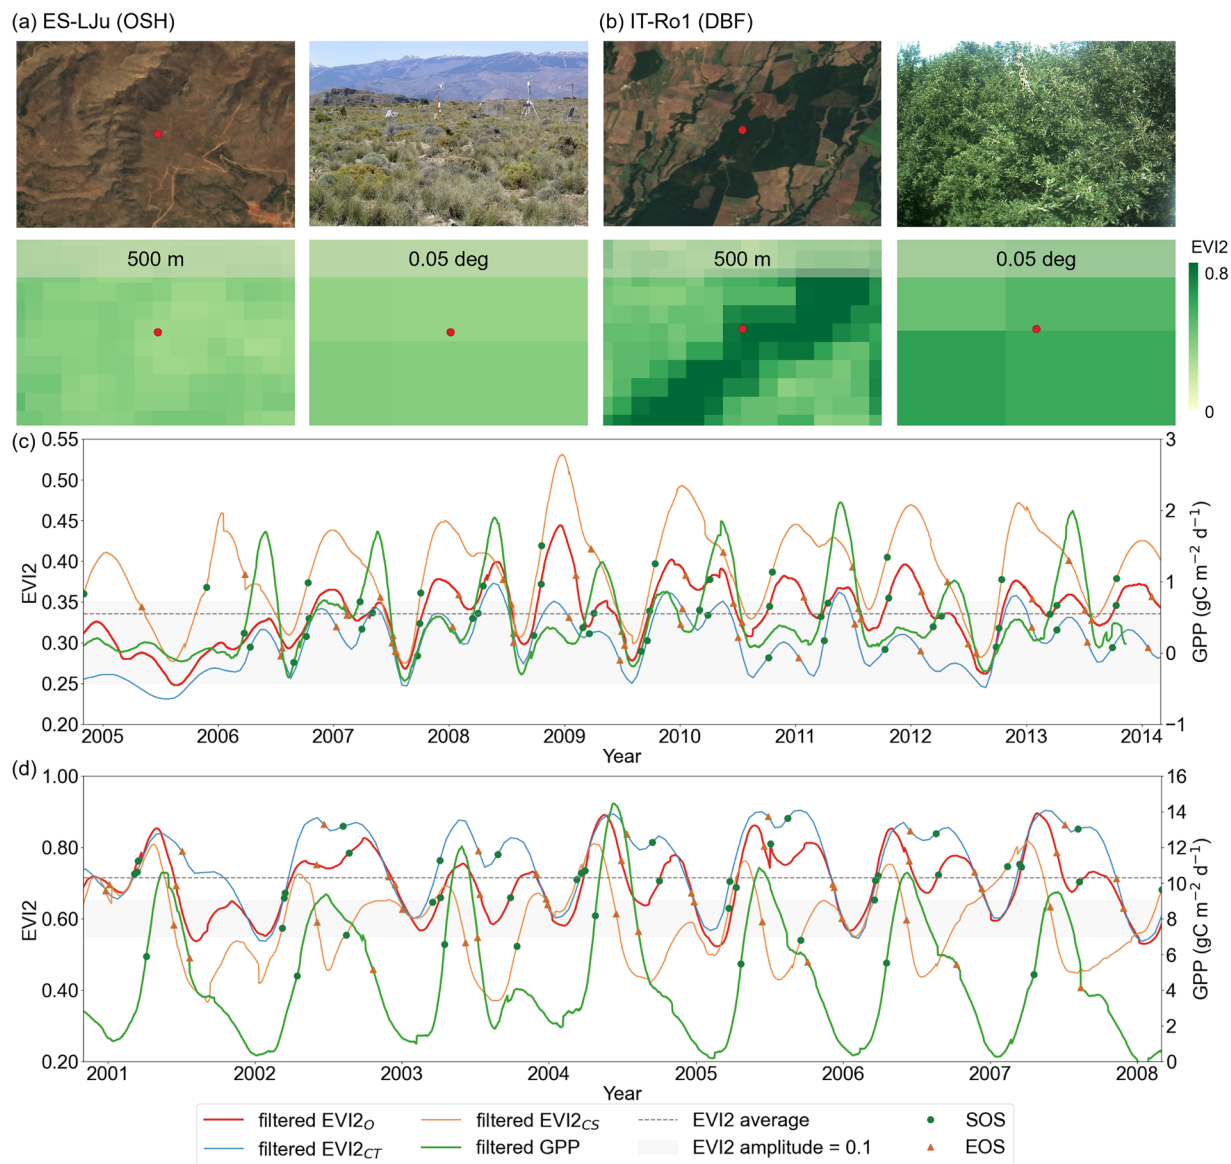 (a) ES-LJu (OSH)
(b) IT-Ro1 (DBF)
500 m
0.05 deg
500 m
0.05 deg
EVI2
0.8
0
(c)
0.55
0.50
0.45
0.40
0.35
0.30
0.25
0.20
EVI2
3
2
1
0
−1
GPP (gC m⁻² d⁻¹)
2005 2006 2007 2008 2009 2010 2011 2012 2013 2014
Year
(d)
1.00
0.80
0.60
0.40
0.20
EVI2
16
14
12
10
8
6
4
2
0
GPP (gC m⁻² d⁻¹)
2001 2002 2003 2004 2005 2006 2007 2008
Year
filtered EVI2O filtered EVI2CS EVI2 average SOS
filtered EVI2CT filtered GPP EVI2 amplitude = 0.1 EOS